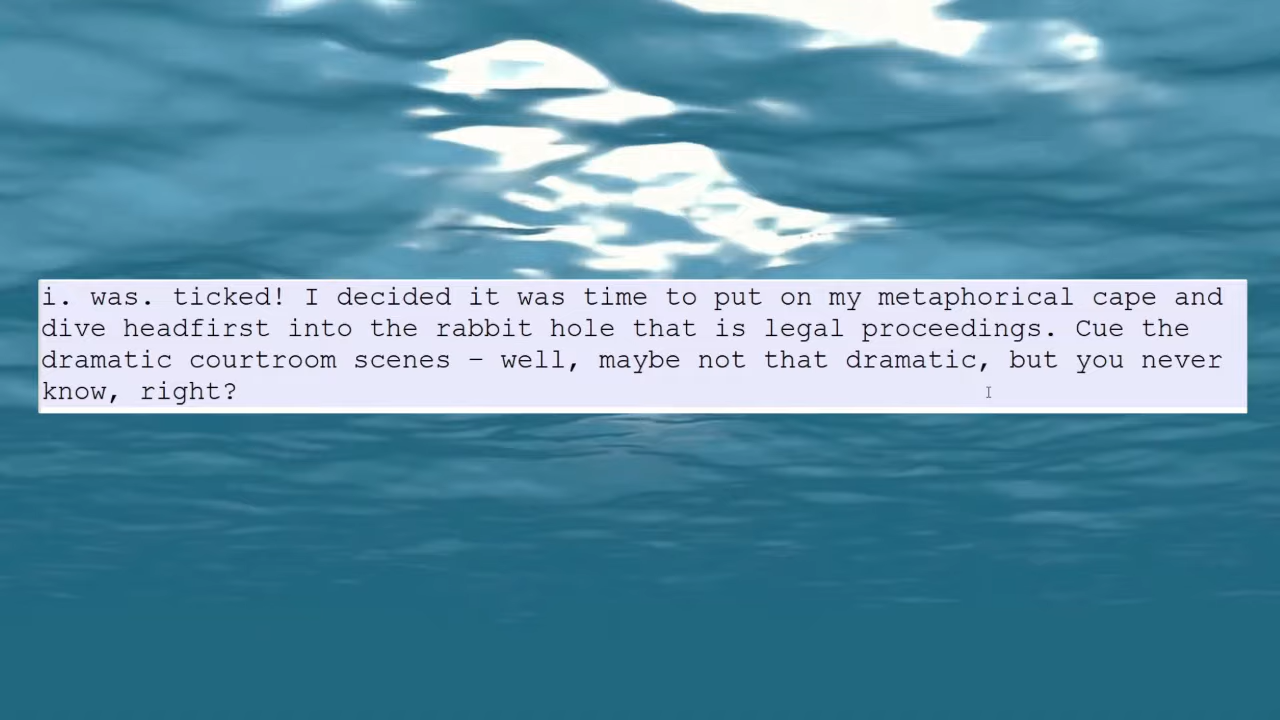 i. was. ticked! I decided it was time to put on my metaphorical cape and
dive headfirst into the rabbit hole that is legal proceedings. Cue the
dramatic courtroom scenes – well, maybe not that dramatic, but you never
know, right?